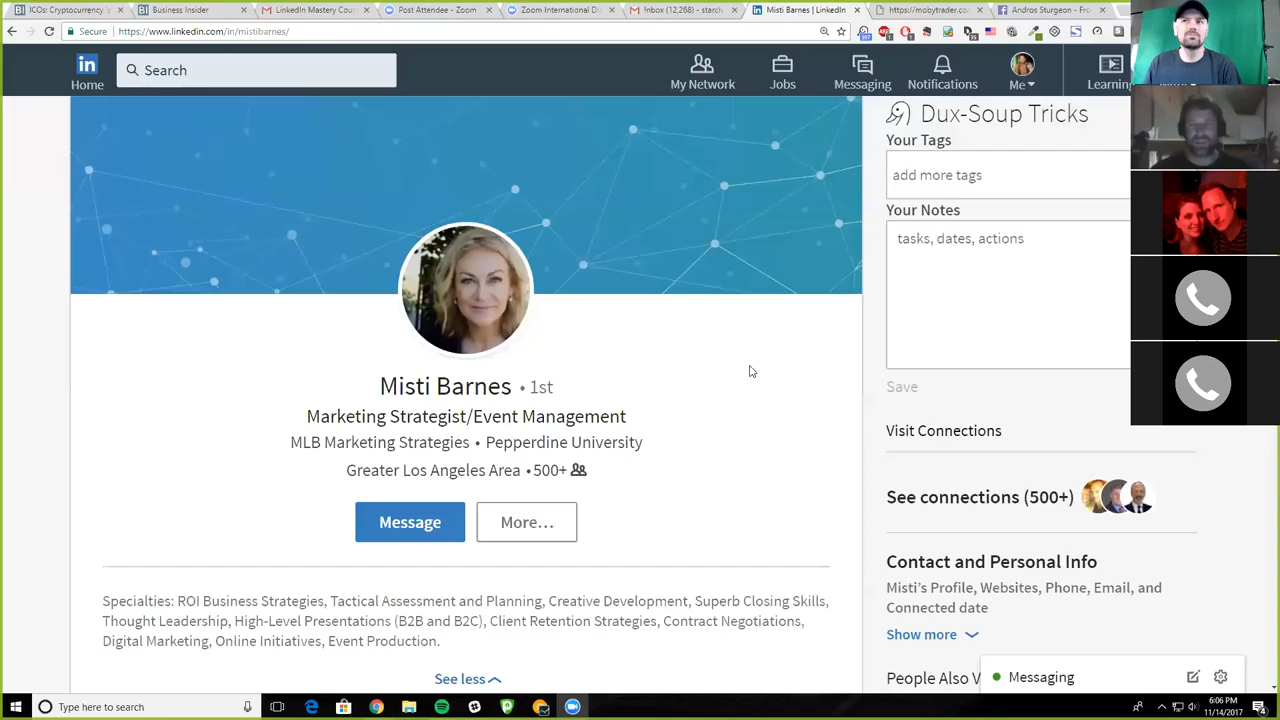 ICOs: Cryptocurrency 'p
Business Insider
LinkedIn Mastery Cou
Post Attendee - Zoom
Zoom International Di
Inbox (12,268) - starch
Misti Barnes | LinkedIn
https://mobytrader.com
Andros Sturgeon - Fro
Secure
https://www.linkedin.com/in/mistibarnes/
in
Home
Search
My Network
Jobs
Messaging
Notifications
Me
Learning
Dux-Soup Tricks
Your Tags
add more tags
Your Notes
tasks, dates, actions
Save
Visit Connections
See connections (500+)
Contact and Personal Info
Misti's Profile, Websites, Phone, Email, and
Connected date
Show more
People Also V
Messaging
Misti Barnes • 1st
Marketing Strategist/Event Management
MLB Marketing Strategies • Pepperdine University
Greater Los Angeles Area • 500+
Message
More…
Specialties: ROI Business Strategies, Tactical Assessment and Planning, Creative Development, Superb Closing Skills,
Thought Leadership, High-Level Presentations (B2B and B2C), Client Retention Strategies, Contract Negotiations,
Digital Marketing, Online Initiatives, Event Production.
See less
Type here to search
6:06 PM
11/14/2017